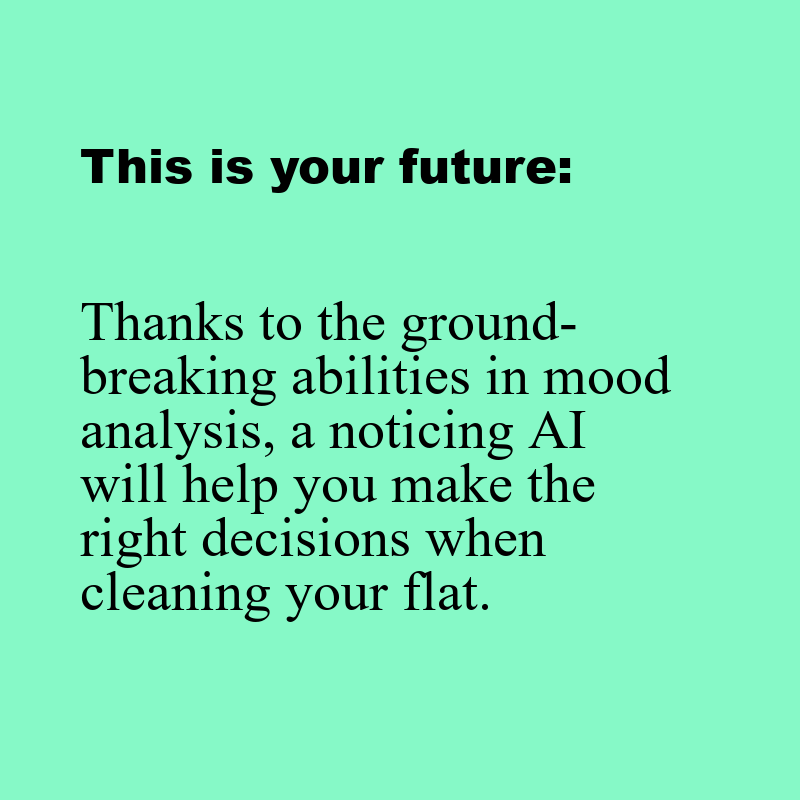 This is your future:
Thanks to the ground-
breaking abilities in mood
analysis, a noticing AI
will help you make the
right decisions when
cleaning your flat.